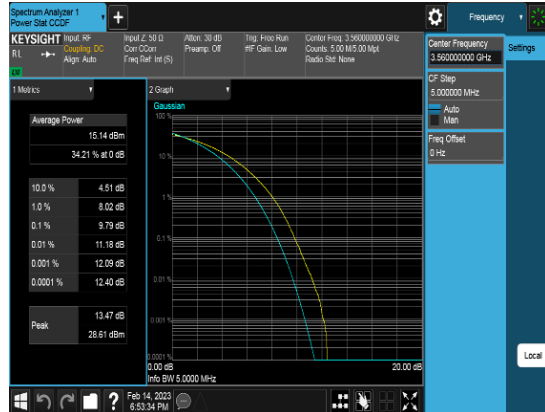 Spectrum Analyzer 1
Power Stat CCDF
+
Frequency
KEYSIGHT
RL
Input: RF
Coupling: DC
Align: Auto
Input Z: 50 Ω
Corr CCorr
Freq Ref: Int (S)
Atten: 30 dB
Preamp: Off
Trig: Free Run
#IF Gain: Low
Center Freq: 3.560000000 GHz
Counts: 5.00 M/5.00 Mpt
Radio Std: None
Center Frequency
3.560000000 GHz
Settings
CF Step
5.000000 MHz
Auto
Man
Freq Offset
0 Hz
1 Metrics
Average Power
15.14 dBm
34.21 % at 0 dB
10.0 % 4.51 dB
1.0 % 8.02 dB
0.1 % 9.79 dB
0.01 % 11.18 dB
0.001 % 12.09 dB
0.0001 % 12.40 dB
Peak
13.47 dB
28.61 dBm
2 Graph
Gaussian
100 %
10 %
1 %
0.1 %
0.01 %
0.001 %
0.0001 %
0.00 dB
20.00 dB
Info BW 5.0000 MHz
Local
?
Feb 14, 2023
6:53:34 PM